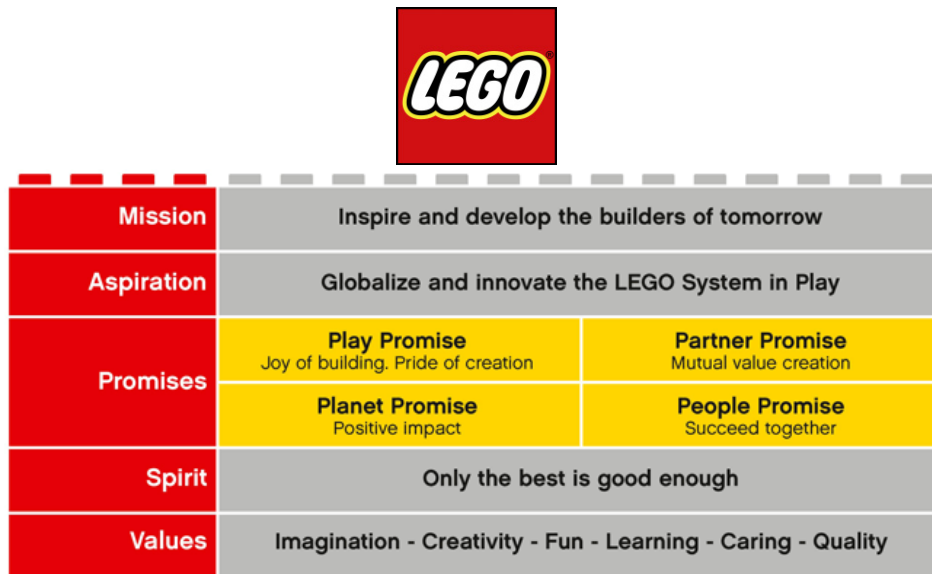 LEGO®
Mission
Inspire and develop the builders of tomorrow
Aspiration
Globalize and innovate the LEGO System in Play
Promises
Play Promise
Joy of building. Pride of creation
Partner Promise
Mutual value creation
Planet Promise
Positive impact
People Promise
Succeed together
Spirit
Only the best is good enough
Values
Imagination - Creativity - Fun - Learning - Caring - Quality